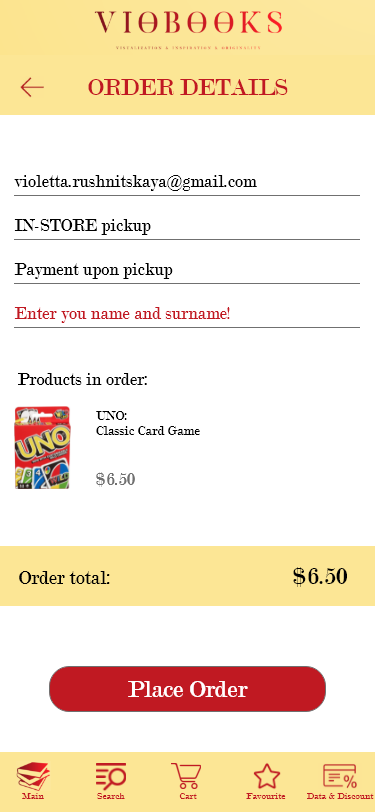 VIOBOOKS
VISUALIZATION & INSPIRATION & ORIGINALITY
ORDER DETAILS
violetta.rushnitskaya@gmail.com
IN-STORE pickup
Payment upon pickup
Enter you name and surname!
Products in order:
UNO
UNO:
Classic Card Game
$6.50
Order total:
$6.50
Place Order
Main
Search
Cart
Favourite
Data & Discount